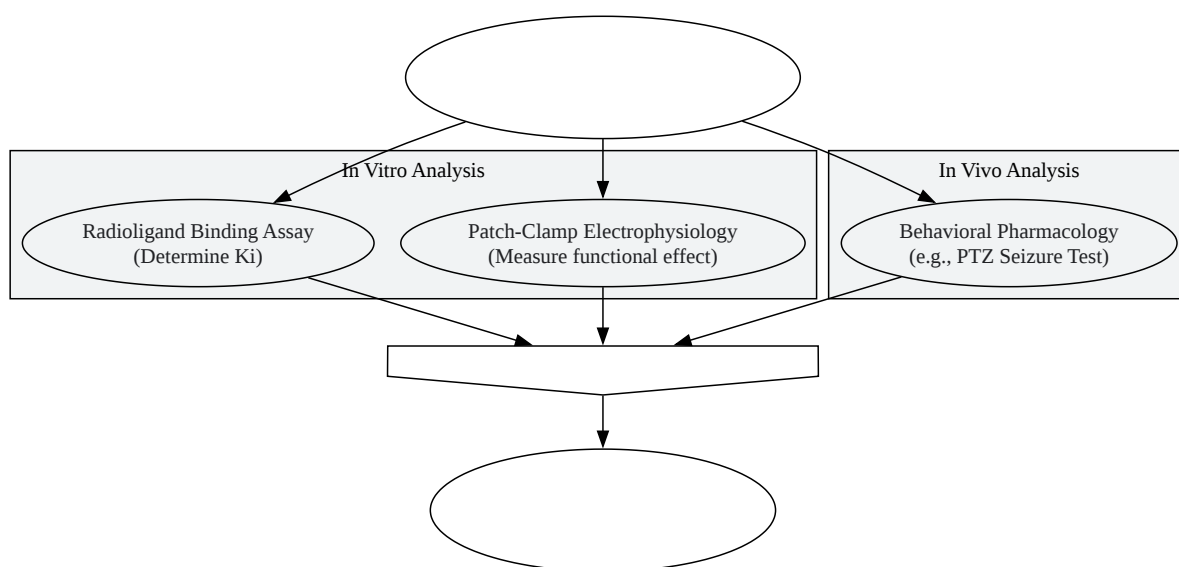 In Vitro Analysis
In Vivo Analysis
Radioligand Binding Assay
(Determine Ki)
Patch-Clamp Electrophysiology
(Measure functional effect)
Behavioral Pharmacology
(e.g., PTZ Seizure Test)